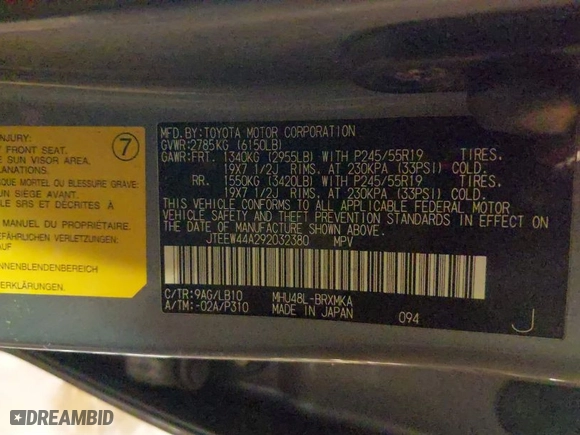 NJURY:
FRONT SEAT.
E SUN VISOR AREA.
EATH.
7
SQUE MORTEL OU BLESSURE GRAVE:
N SIÈGE AVANT.
LE SRS ET DÉCRITES À
MANUEL DU PROPRIÉTAIRE.
EFÄHRLICHEN VERLETZUNGEN:
AUF
NNENBLENDENBEREICH
ERKLÄRUNGEN.
MFD.BY:TOYOTA MOTOR CORPORATION
GVWR:2785KG (6150LB)
GAWR:FRT. 1340KG (2955LB) WITH P245/55R19 TIRES.
19X7 1/2J RIMS. AT 230KPA (33PSI) COLD.
RR. 1550KG (3420LB) WITH P245/55R19 TIRES.
19X7 1/2J RIMS. AT 230KPA (33PSI) COLD.
THIS VEHICLE CONFORMS TO ALL APPLICABLE FEDERAL MOTOR
VEHICLE SAFETY AND THEFT PREVENTION STANDARDS IN EFFECT ON
THE DATE OF MANUFACTURE SHOWN ABOVE.
JTEEW44A292032380 MPV
C/TR:9AG/LB10 MHU48L-BRXMKA
A/TM:-02A/P310 MADE IN JAPAN 094
J
DREAMBID